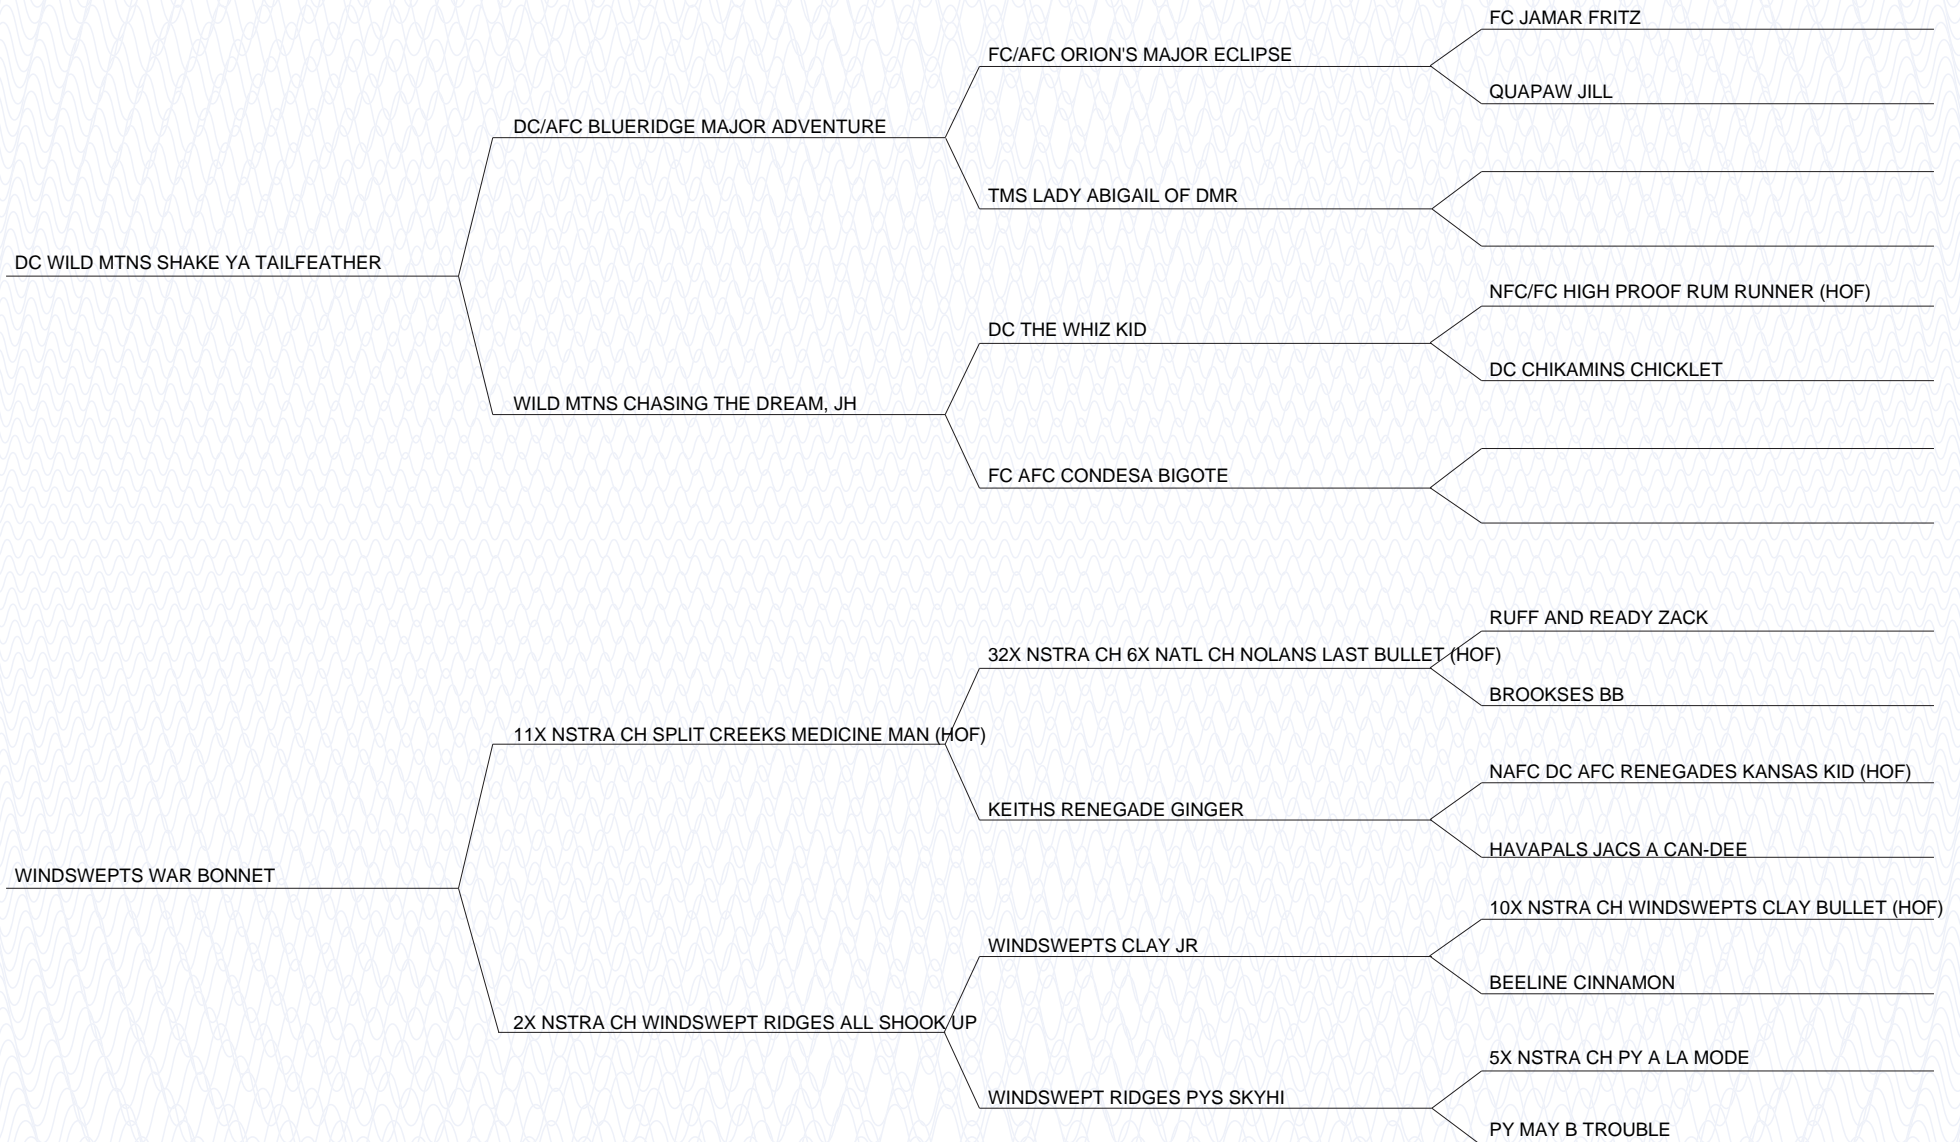 FC JAMAR FRITZ
FC/AFC ORION'S MAJOR ECLIPSE
QUAPAW JILL
DC/AFC BLUERIDGE MAJOR ADVENTURE
TMS LADY ABIGAIL OF DMR
DC WILD MTNS SHAKE YA TAILFEATHER
NFC/FC HIGH PROOF RUM RUNNER (HOF)
DC THE WHIZ KID
DC CHIKAMINS CHICKLET
WILD MTNS CHASING THE DREAM, JH
FC AFC CONDESA BIGOTE
RUFF AND READY ZACK
32X NSTRA CH 6X NATL CH NOLANS LAST BULLET (HOF)
BROOKSES BB
11X NSTRA CH SPLIT CREEKS MEDICINE MAN (HOF)
NAFC DC AFC RENEGADES KANSAS KID (HOF)
KEITHS RENEGADE GINGER
HAVAPALS JACS A CAN-DEE
WINDSWEPTS WAR BONNET
10X NSTRA CH WINDSWEPTS CLAY BULLET (HOF)
WINDSWEPTS CLAY JR
BEELINE CINNAMON
2X NSTRA CH WINDSWEPT RIDGES ALL SHOOK UP
5X NSTRA CH PY A LA MODE
WINDSWEPT RIDGES PYS SKYHI
PY MAY B TROUBLE